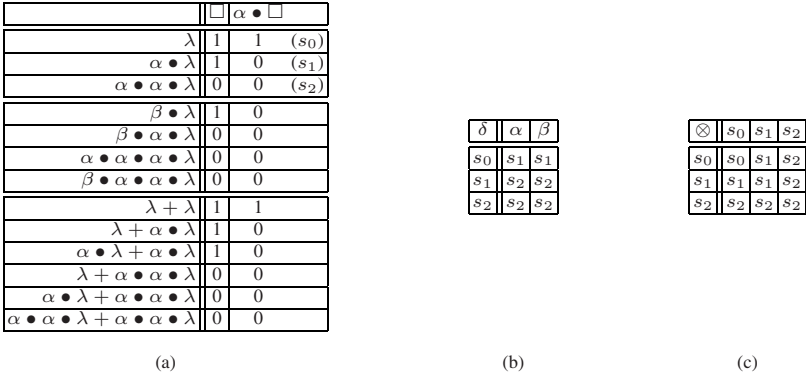 □ α • □
λ 1 1 (s₀)
α • λ 1 0 (s₁)
α • α • λ 0 0 (s₂)
β • λ 1 0
β • α • λ 0 0
α • α • α • λ 0 0
β • α • α • λ 0 0
λ + λ 1 1
λ + α • λ 1 0
α • λ + α • λ 1 0
λ + α • α • λ 0 0
α • λ + α • α • λ 0 0
α • α • λ + α • α • λ 0 0
(a)
δ α β
s₀ s₁ s₁
s₁ s₂ s₂
s₂ s₂ s₂
(b)
⊗ s₀ s₁ s₂
s₀ s₀ s₁ s₂
s₁ s₁ s₁ s₂
s₂ s₂ s₂ s₂
(c)